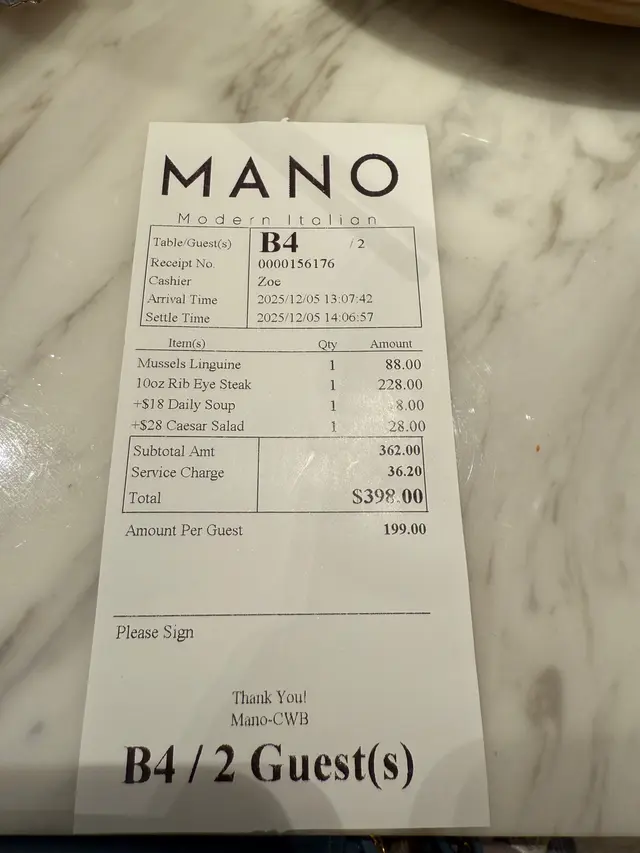 MANO
Modern Italian
Table/Guest(s) B4 / 2
Receipt No. 0000156176
Cashier Zoe
Arrival Time 2025/12/05 13:07:42
Settle Time 2025/12/05 14:06:57
Item(s) Qty Amount
Mussels Linguine 1 88.00
10oz Rib Eye Steak 1 228.00
+$18 Daily Soup 1 8.00
+$28 Caesar Salad 1 28.00
Subtotal Amt 362.00
Service Charge 36.20
Total $398.00
Amount Per Guest 199.00
Please Sign
Thank You!
Mano-CWB
B4 / 2 Guest(s)